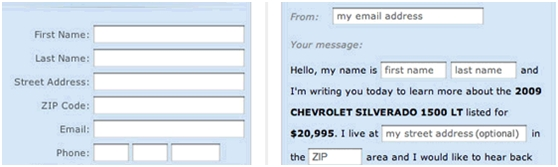 First Name:
Last Name:
Street Address:
ZIP Code:
Email:
Phone:
From: my email address
Your message:
Hello, my name is first name last name and
I'm writing you today to learn more about the 2009
CHEVROLET SILVERADO 1500 LT listed for
$20,995. I live at my street address (optional) in
the ZIP area and I would like to hear back